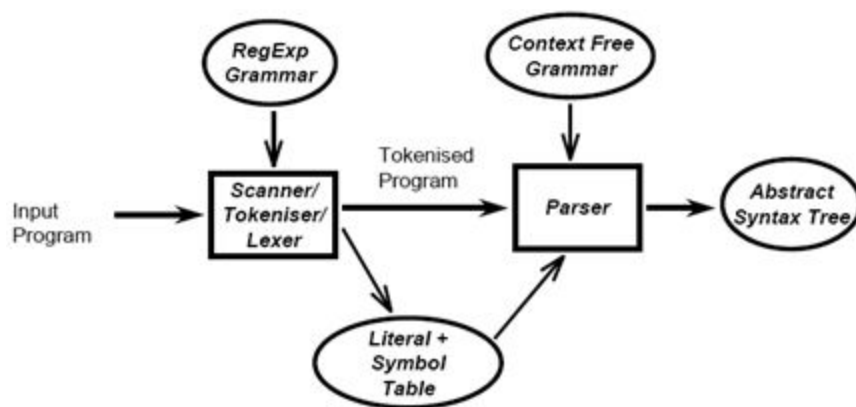 RegExp
Grammar
Context Free
Grammar
Input
Program
Scanner/
Tokeniser/
Lexer
Tokenised
Program
Parser
Abstract
Syntax Tree
Literal +
Symbol
Table